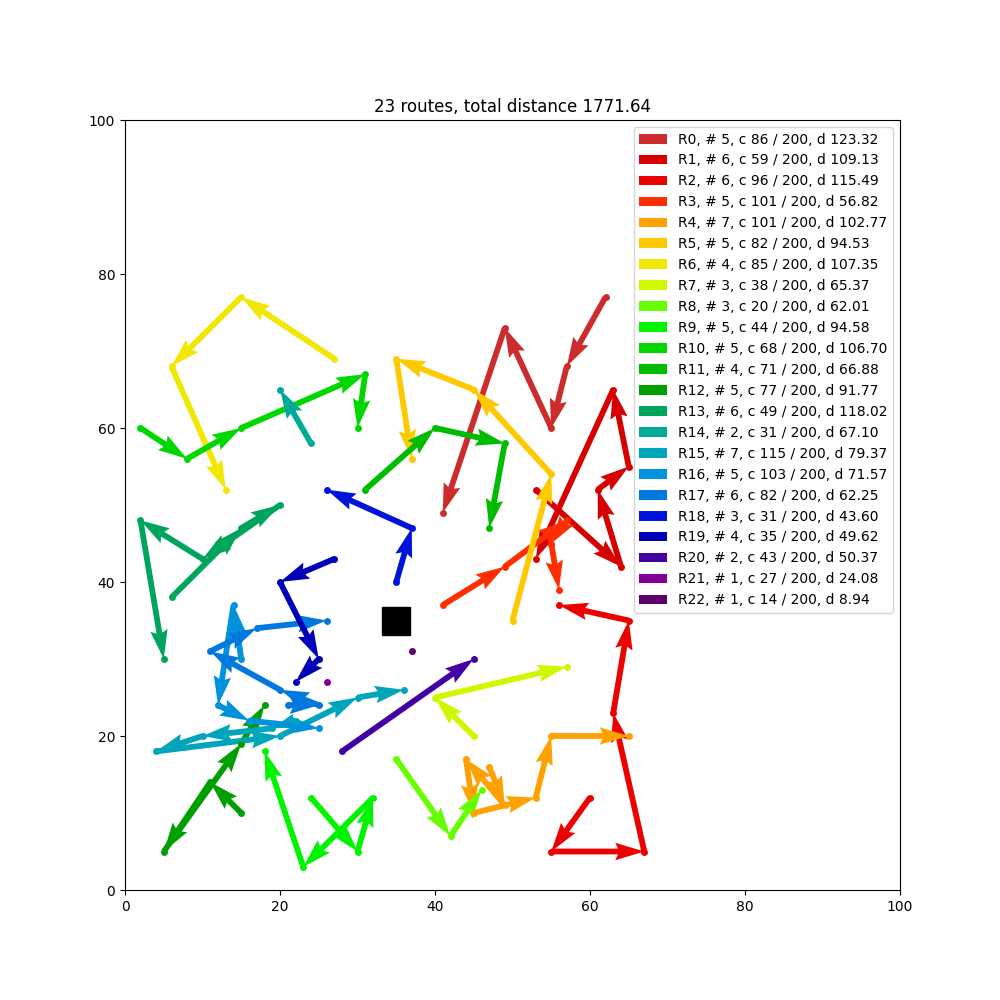 23 routes, total distance 1771.64
100
80
60
40
20
0
0 20 40 60 80 100
R0, # 5, c 86 / 200, d 123.32
R1, # 6, c 59 / 200, d 109.13
R2, # 6, c 96 / 200, d 115.49
R3, # 5, c 101 / 200, d 56.82
R4, # 7, c 101 / 200, d 102.77
R5, # 5, c 82 / 200, d 94.53
R6, # 4, c 85 / 200, d 107.35
R7, # 3, c 38 / 200, d 65.37
R8, # 3, c 20 / 200, d 62.01
R9, # 5, c 44 / 200, d 94.58
R10, # 5, c 68 / 200, d 106.70
R11, # 4, c 71 / 200, d 66.88
R12, # 5, c 77 / 200, d 91.77
R13, # 6, c 49 / 200, d 118.02
R14, # 2, c 31 / 200, d 67.10
R15, # 7, c 115 / 200, d 79.37
R16, # 5, c 103 / 200, d 71.57
R17, # 6, c 82 / 200, d 62.25
R18, # 3, c 31 / 200, d 43.60
R19, # 4, c 35 / 200, d 49.62
R20, # 2, c 43 / 200, d 50.37
R21, # 1, c 27 / 200, d 24.08
R22, # 1, c 14 / 200, d 8.94